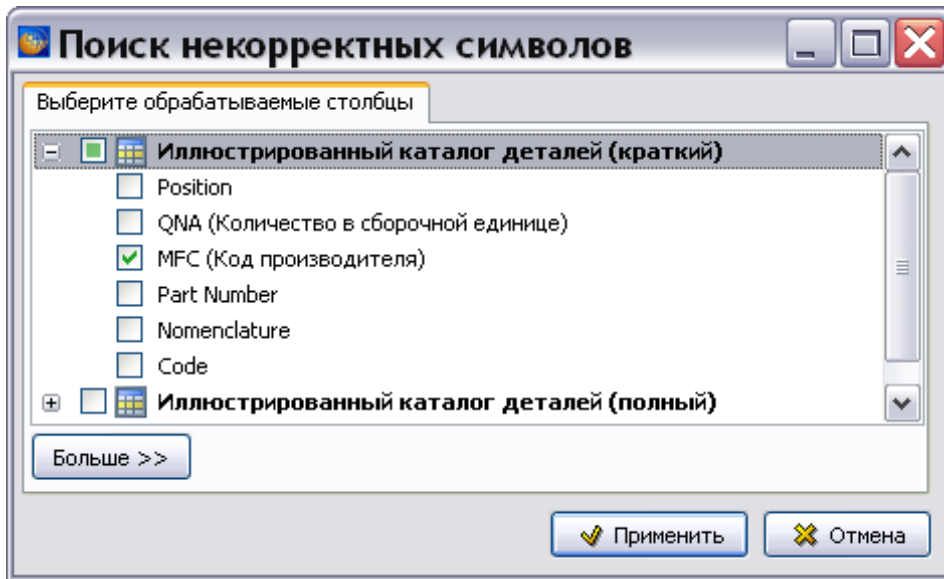 Поиск некорректных символов
Выберите обрабатываемые столбцы
Иллюстрированный каталог деталей (краткий)
Position
QNA (Количество в сборочной единице)
MFC (Код производителя)
Part Number
Nomenclature
Code
Иллюстрированный каталог деталей (полный)
Больше >>
Применить
Отмена